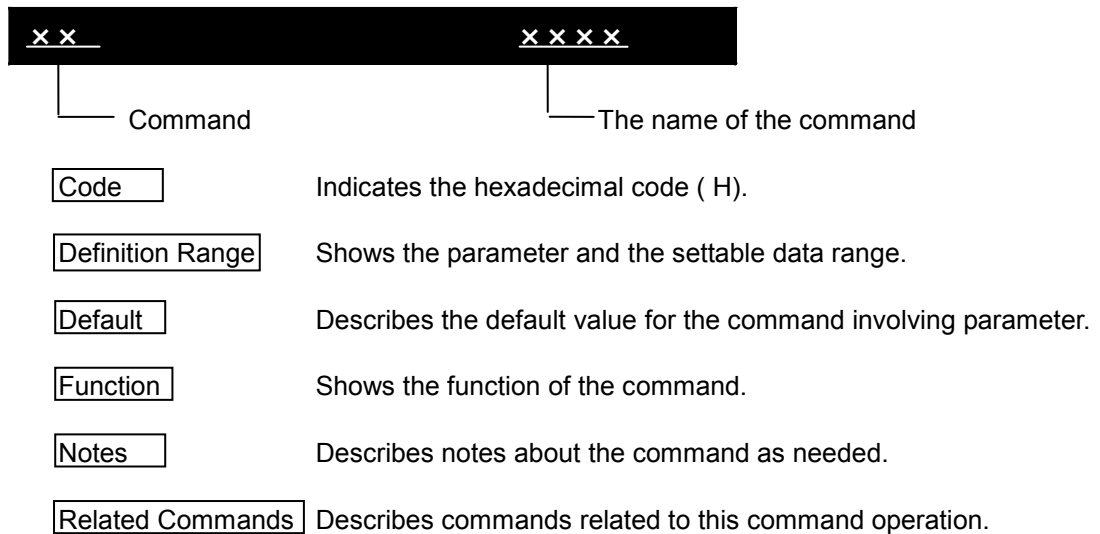 ×× ××××
Command The name of the command
Code Indicates the hexadecimal code ( H).
Definition Range Shows the parameter and the settable data range.
Default Describes the default value for the command involving parameter.
Function Shows the function of the command.
Notes Describes notes about the command as needed.
Related Commands Describes commands related to this command operation.